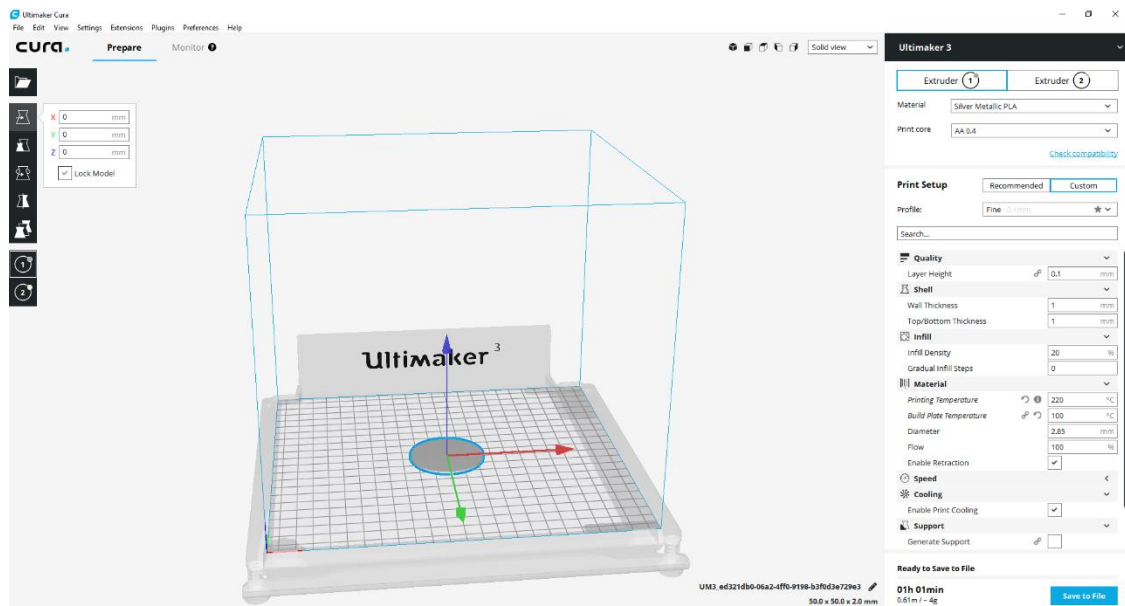 Ultimaker Cura
File Edit View Settings Extensions Plugins Preferences Help
cura. Prepare Monitor
Solid view
Ultimaker 3
Extruder 1 Extruder 2
Material Silver Metallic PLA
Print core AA 0.4
Check compatibility
Print Setup Recommended Custom
Profile: Fine 0.1mm
Search...
Quality
Layer Height 0.1 mm
Shell
Wall Thickness 1 mm
Top/Bottom Thickness 1 mm
Infill
Infill Density 20 %
Gradual Infill Steps 0
Material
Printing Temperature 220 °C
Build Plate Temperature 100 °C
Diameter 2.85 mm
Flow 100 %
Enable Retraction
Speed
Cooling
Enable Print Cooling
Support
Generate Support
Ready to Save to File
01h 01min
0.61m / ~ 4g
Save to File
X 0 mm
Y 0 mm
Z 0 mm
Lock Model
1
2
Ultimaker 3
UM3_ed321db0-06a2-4ff0-9198-b3f0d3e729e3
50.0 x 50.0 x 2.0 mm